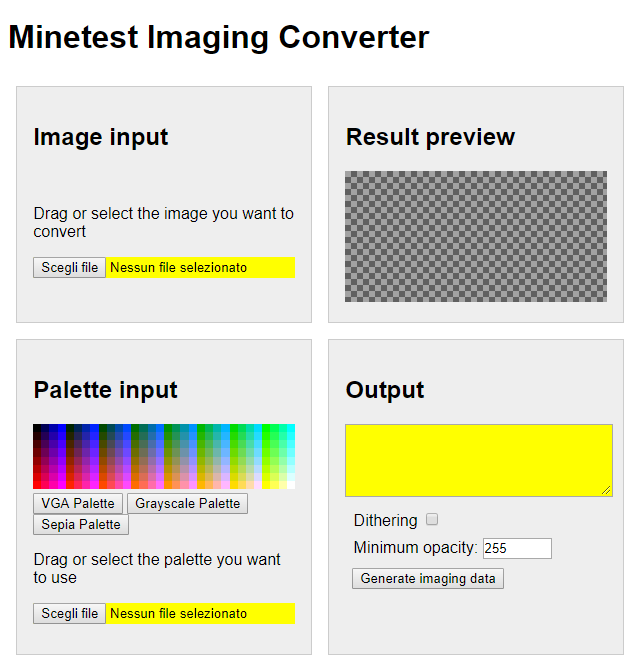 Minetest Imaging Converter
Image input
Drag or select the image you want to
convert
Scegli file Nessun file selezionato
Result preview
Palette input
VGA Palette Grayscale Palette
Sepia Palette
Drag or select the palette you want
to use
Scegli file Nessun file selezionato
Output
Dithering
Minimum opacity: 255
Generate imaging data